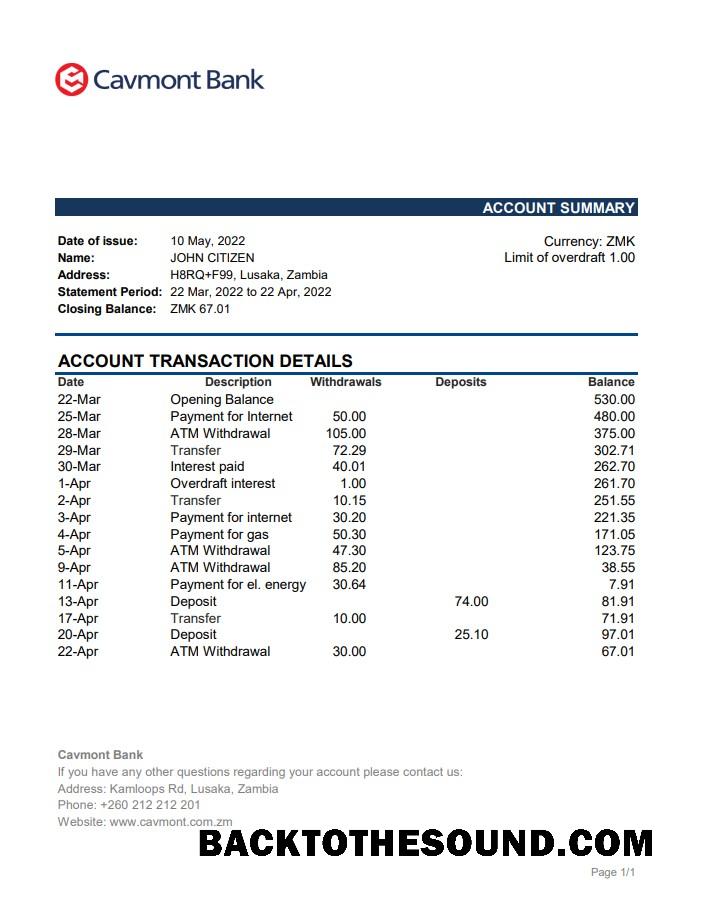 Cavmont Bank
ACCOUNT SUMMARY
Date of issue: 10 May, 2022 Currency: ZMK
Name: JOHN CITIZEN Limit of overdraft 1.00
Address: H8RQ+F99, Lusaka, Zambia
Statement Period: 22 Mar, 2022 to 22 Apr, 2022
Closing Balance: ZMK 67.01
ACCOUNT TRANSACTION DETAILS
Date Description Withdrawals Deposits Balance
22-Mar Opening Balance 530.00
25-Mar Payment for Internet 50.00 480.00
28-Mar ATM Withdrawal 105.00 375.00
29-Mar Transfer 72.29 302.71
30-Mar Interest paid 40.01 262.70
1-Apr Overdraft interest 1.00 261.70
2-Apr Transfer 10.15 251.55
3-Apr Payment for internet 30.20 221.35
4-Apr Payment for gas 50.30 171.05
5-Apr ATM Withdrawal 47.30 123.75
9-Apr ATM Withdrawal 85.20 38.55
11-Apr Payment for el. energy 30.64 7.91
13-Apr Deposit 74.00 81.91
17-Apr Transfer 10.00 71.91
20-Apr Deposit 25.10 97.01
22-Apr ATM Withdrawal 30.00 67.01
Cavmont Bank
If you have any other questions regarding your account please contact us:
Address: Kamloops Rd, Lusaka, Zambia
Phone: +260 212 212 201
Website: www.cavmont.com.zm
BACKTOTHESOUND.COM
Page 1/1